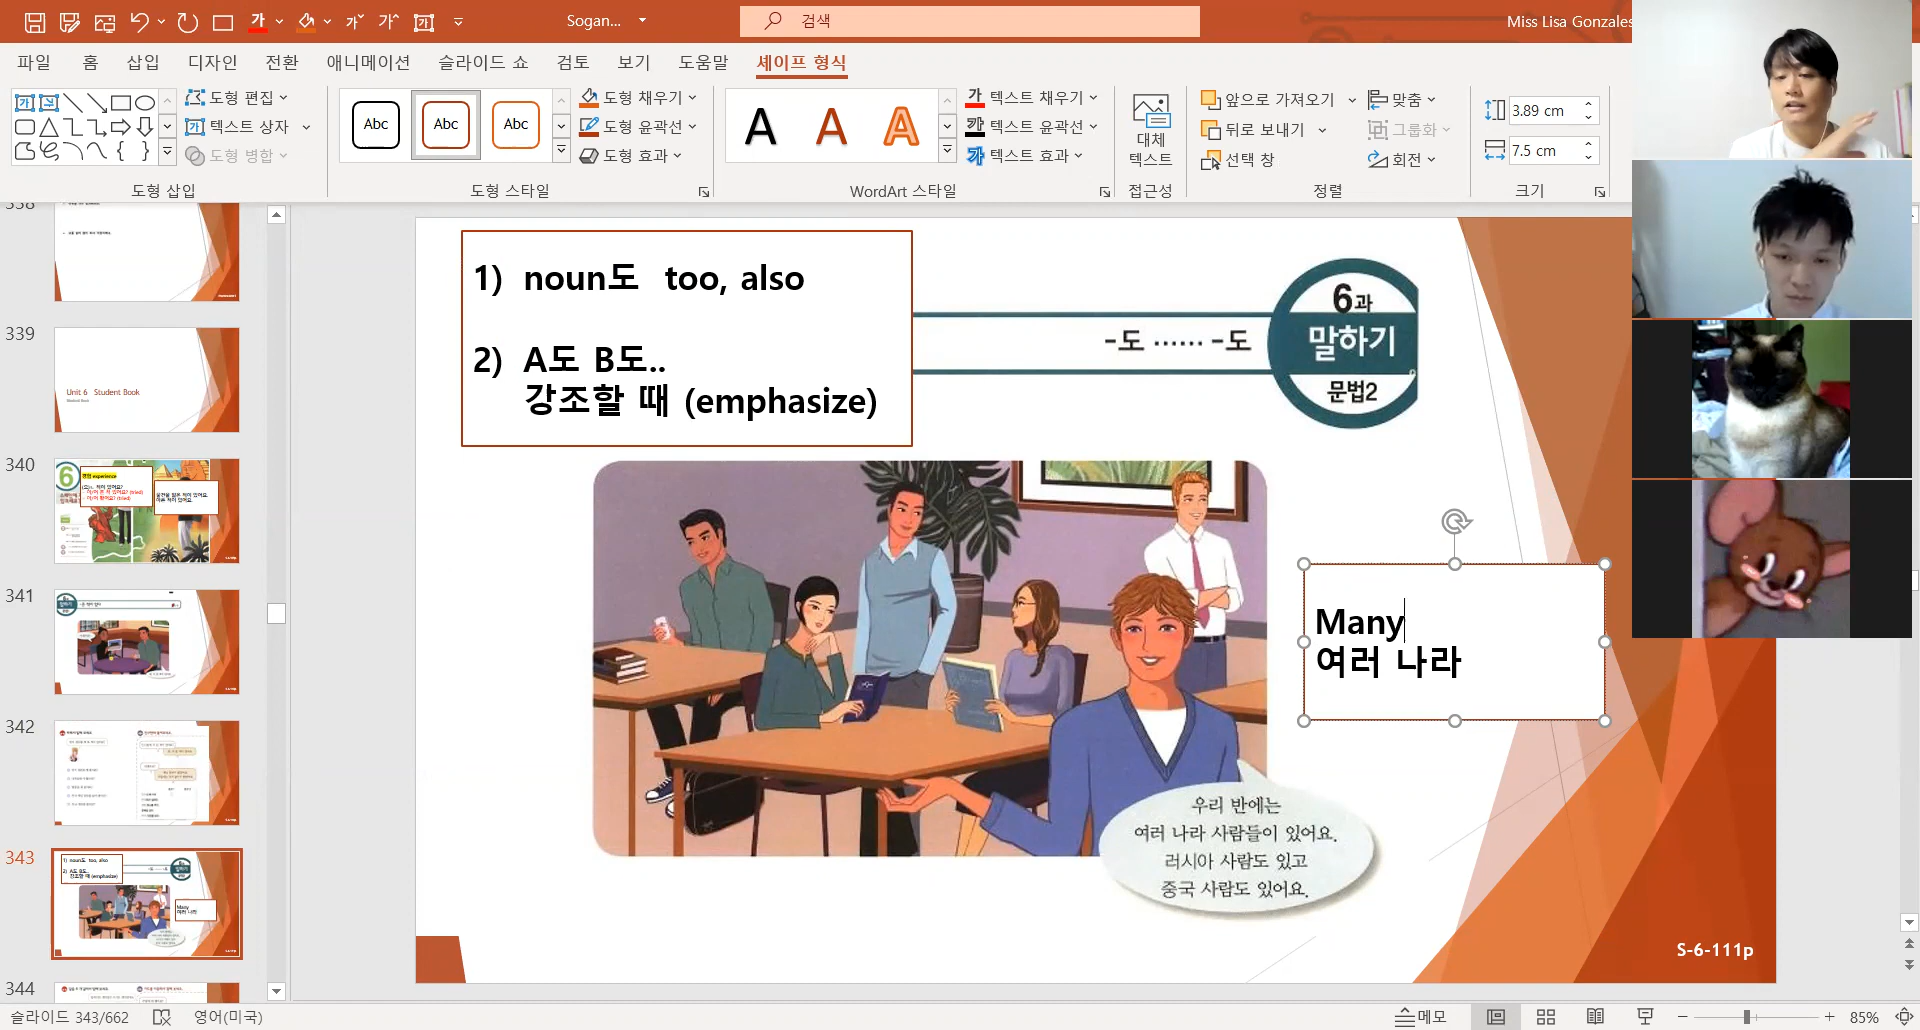 Sogan...
검색
Miss Lisa Gonzales
파일 홈 삽입 디자인 전환 애니메이션 슬라이드 쇼 검토 보기 도움말 셰이프 형식
도형 편집
텍스트 상자
도형 병합
도형 삽입
Abc Abc Abc
도형 채우기
도형 윤곽선
도형 효과
도형 스타일
A A A
텍스트 채우기
텍스트 윤곽선
텍스트 효과
WordArt 스타일
대체
텍스트
접근성
앞으로 가져오기
뒤로 보내기
선택 창
맞춤
그룹화
회전
정렬
3.89 cm
7.5 cm
크기
338
339
Unit 6 Student Book
340
341
342
343
344
1) noun도 too, also
2) A도 B도..
강조할 때 (emphasize)
-도 ...... -도
6과
말하기
문법2
Many
여러 나라
우리 반에는
여러 나라 사람들이 있어요.
러시아 사람도 있고
중국 사람도 있어요.
S-6-111p
슬라이드 343/662
영어(미국)
메모
85%